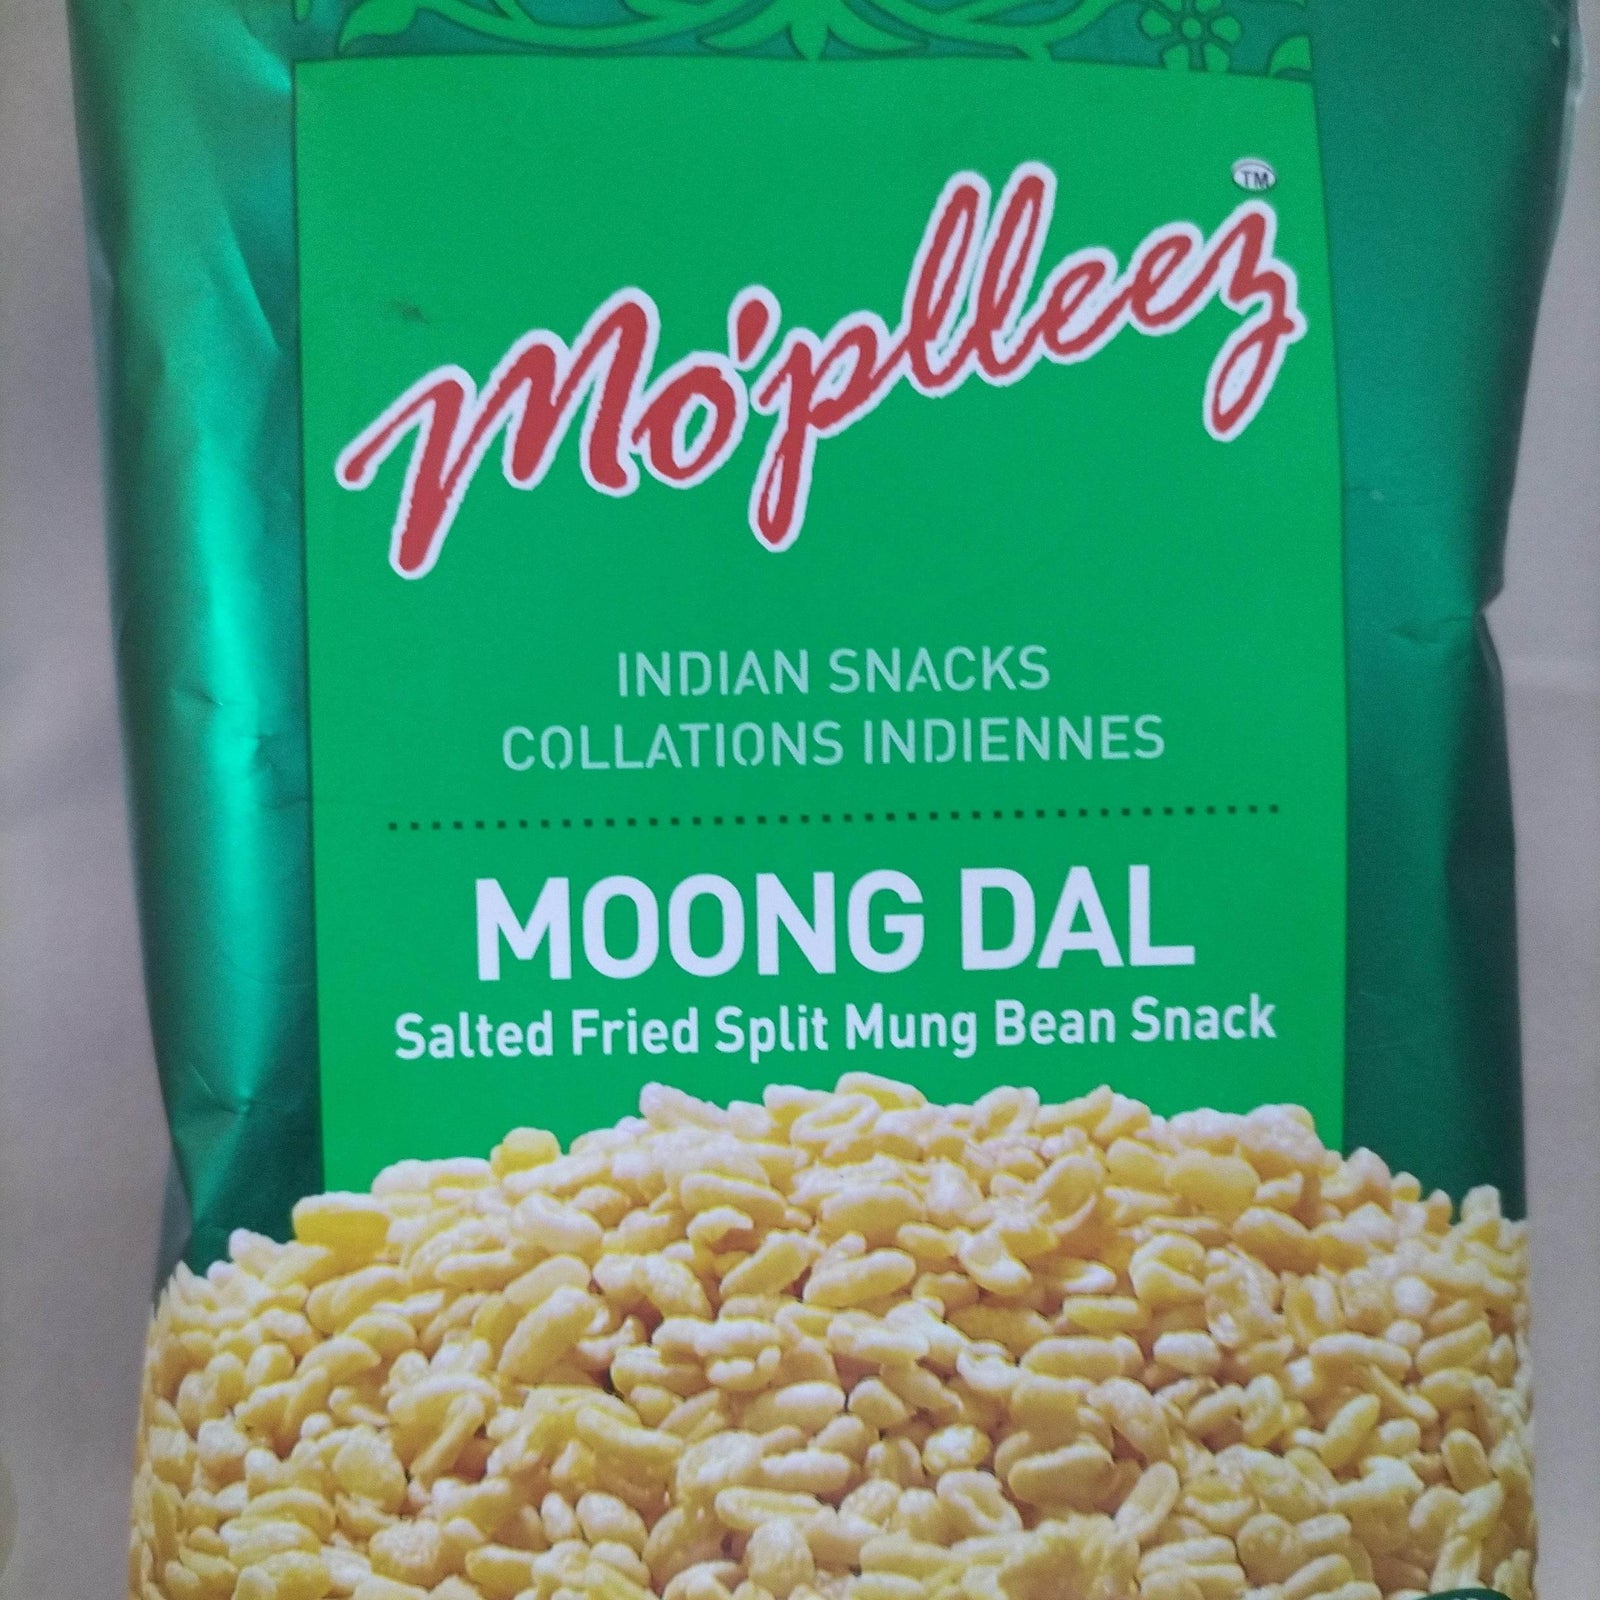 Mo'plleez
TM
INDIAN SNACKS
COLLATIONS INDIENNES
MOONG DAL
Salted Fried Split Mung Bean Snack